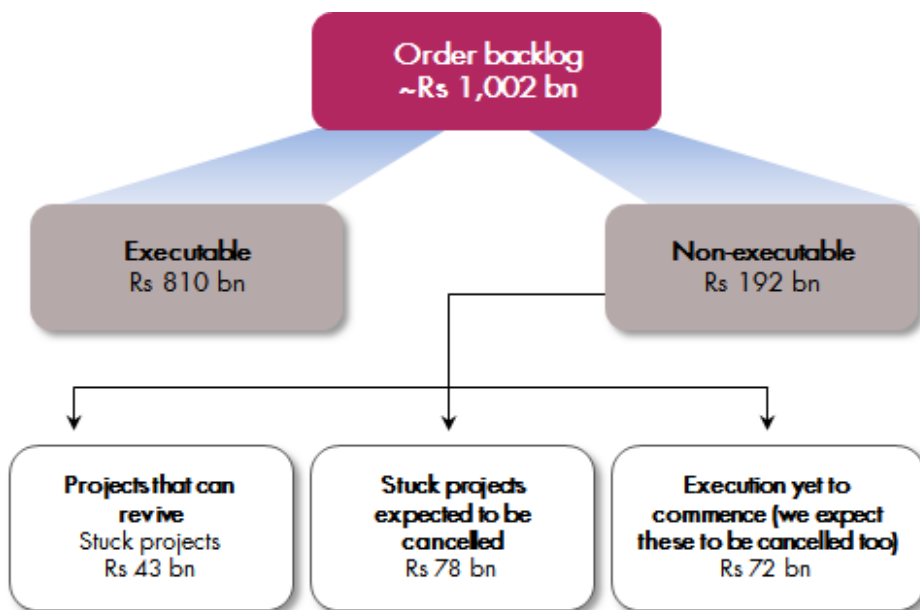 Order backlog
~Rs 1,002 bn
Executable
Rs 810 bn
Non-executable
Rs 192 bn
Projects that can
revive
Stuck projects
Rs 43 bn
Stuck projects
expected to be
cancelled
Rs 78 bn
Execution yet to
commence (we expect
these to be cancelled too)
Rs 72 bn